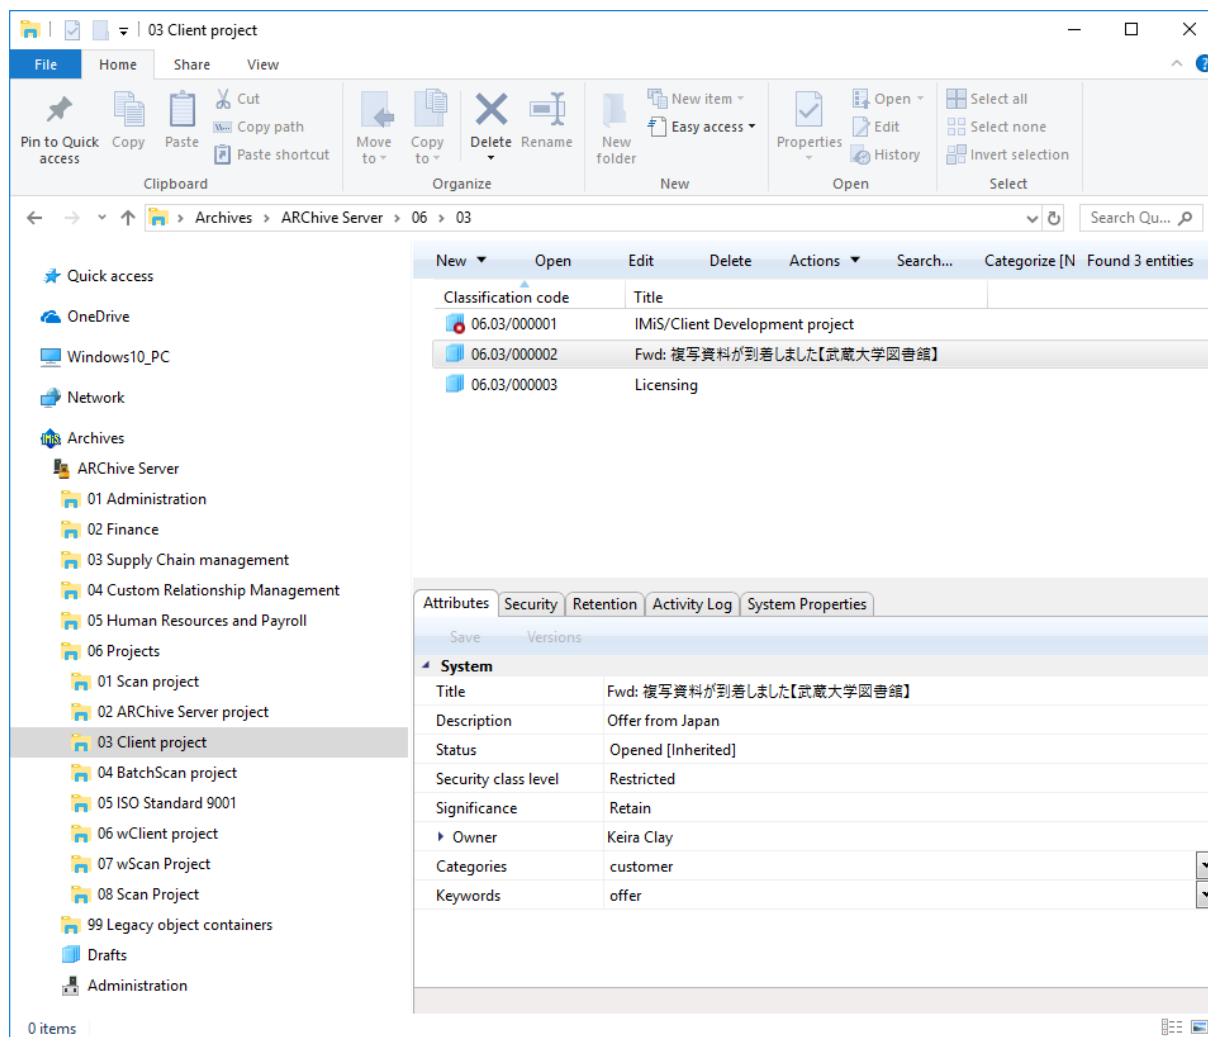 03 Client project
File Home Share View
Pin to Quick access
Copy
Paste
Cut
Copy path
Paste shortcut
Clipboard
Move to
Copy to
Delete
Rename
Organize
New folder
New item
Easy access
New
Properties
Open
Edit
History
Open
Select all
Select none
Invert selection
Select
Archives > ARChive Server > 06 > 03
Search Qu...
Quick access
OneDrive
Windows10_PC
Network
Archives
ARChive Server
01 Administration
02 Finance
03 Supply Chain management
04 Custom Relationship Management
05 Human Resources and Payroll
06 Projects
01 Scan project
02 ARChive Server project
03 Client project
04 BatchScan project
05 ISO Standard 9001
06 wClient project
07 wScan Project
08 Scan Project
99 Legacy object containers
Drafts
Administration
New Open Edit Delete Actions Search... Categorize [N Found 3 entities
Classification code Title
06.03/000001 IMiS/Client Development project
06.03/000002 Fwd: 複写資料が到着しました【武蔵大学図書館】
06.03/000003 Licensing
Attributes Security Retention Activity Log System Properties
Save Versions
System
Title Fwd: 複写資料が到着しました【武蔵大学図書館】
Description Offer from Japan
Status Opened [Inherited]
Security class level Restricted
Significance Retain
Owner Keira Clay
Categories customer
Keywords offer
0 items